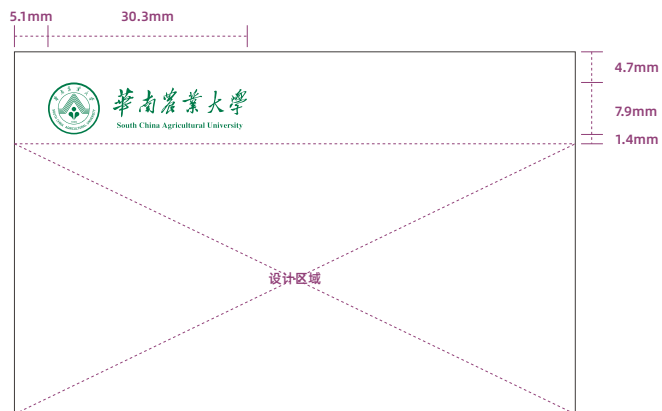 5.1mm
30.3mm
4.7mm
7.9mm
1.4mm
華南農業大學
South China Agricultural University
设计区域